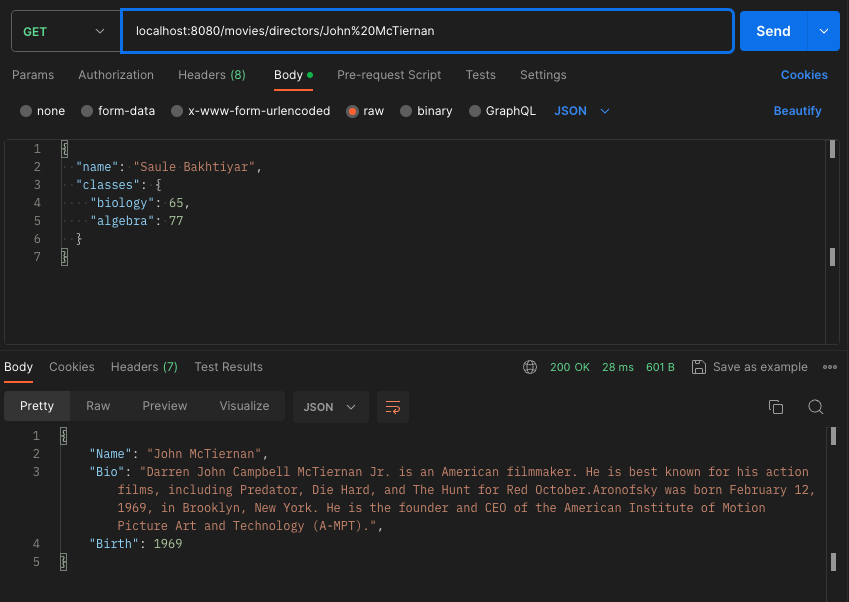 GET localhost:8080/movies/directors/John%20McTiernan Send
Params Authorization Headers (8) Body Pre-request Script Tests Settings Cookies
none form-data x-www-form-urlencoded raw binary GraphQL JSON Beautify
1 {
2 "name": "Saule Bakhtiyar",
3 "classes": {
4 "biology": 65,
5 "algebra": 77
6 }
7 }
Body Cookies Headers (7) Test Results 200 OK 28 ms 601 B Save as example
Pretty Raw Preview Visualize JSON
1 {
2 "Name": "John McTiernan",
3 "Bio": "Darren John Campbell McTiernan Jr. is an American filmmaker. He is best known for his action
films, including Predator, Die Hard, and The Hunt for Red October.Aronofsky was born February 12,
1969, in Brooklyn, New York. He is the founder and CEO of the American Institute of Motion
Picture Art and Technology (A-MPT).",
4 "Birth": 1969
5 }